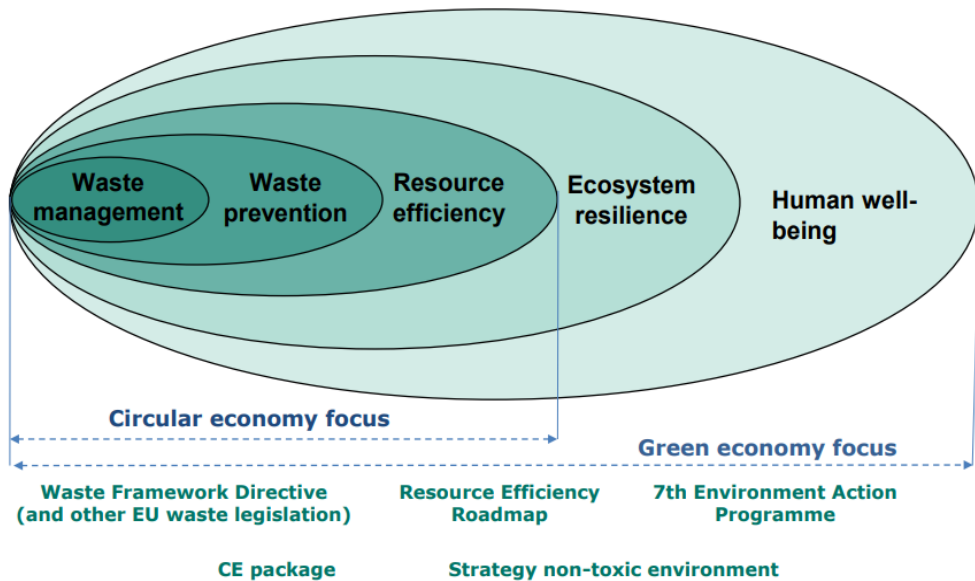 Waste
management
Waste
prevention
Resource
efficiency
Ecosystem
resilience
Human well-
being
Circular economy focus
Green economy focus
Waste Framework Directive
(and other EU waste legislation)
Resource Efficiency
Roadmap
7th Environment Action
Programme
CE package
Strategy non-toxic environment